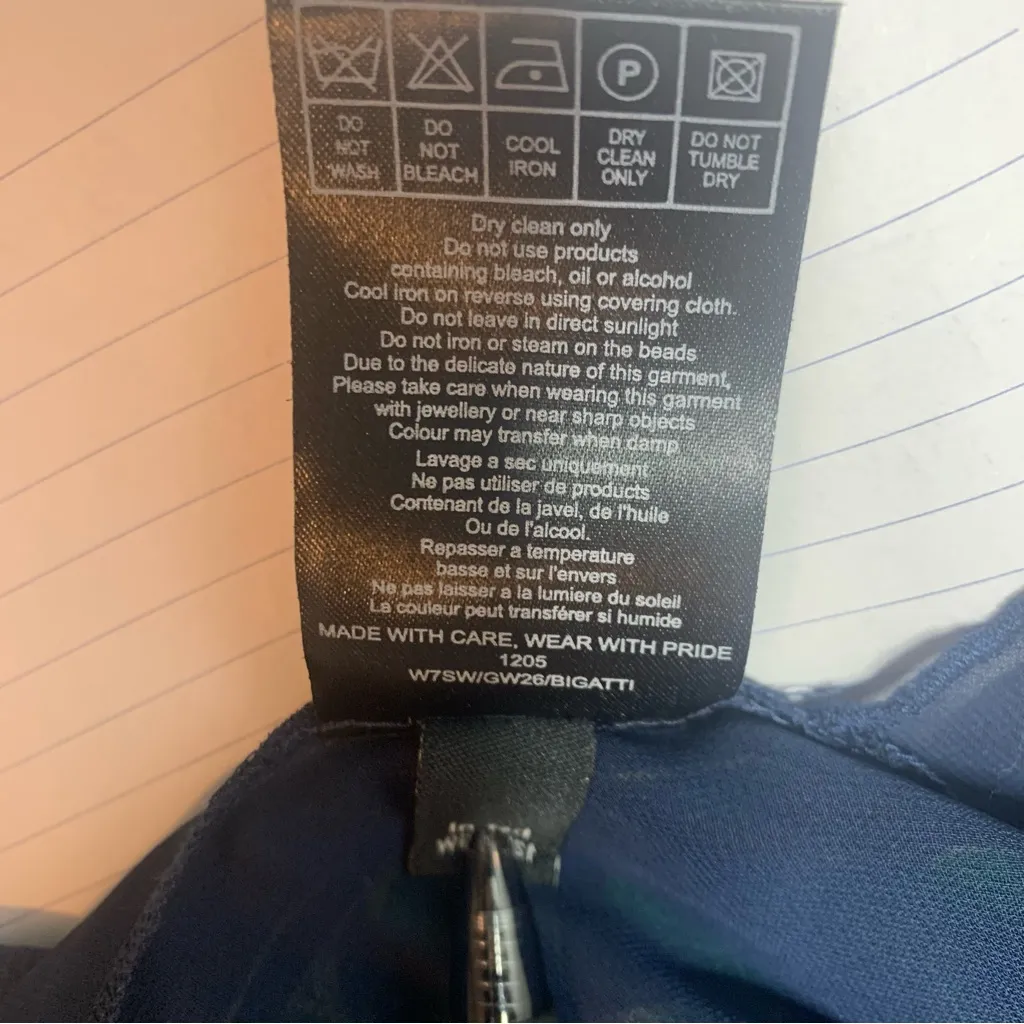 P
DO NOT WASH
DO NOT BLEACH
COOL IRON
DRY CLEAN ONLY
DO NOT TUMBLE DRY
Dry clean only
Do not use products
containing bleach, oil or alcohol
Cool iron on reverse using covering cloth.
Do not leave in direct sunlight
Do not iron or steam on the beads
Due to the delicate nature of this garment,
Please take care when wearing this garment
with jewellery or near sharp objects
Colour may transfer when damp
Lavage a sec uniquement
Ne pas utiliser de products
Contenant de la javel, de l'huile
Ou de l'alcool.
Repasser a temperature
basse et sur l'envers
Ne pas laisser a la lumiere du soleil
La couleur peut transférer si humide
MADE WITH CARE, WEAR WITH PRIDE
1205
W7SW/GW26/BIGATTI